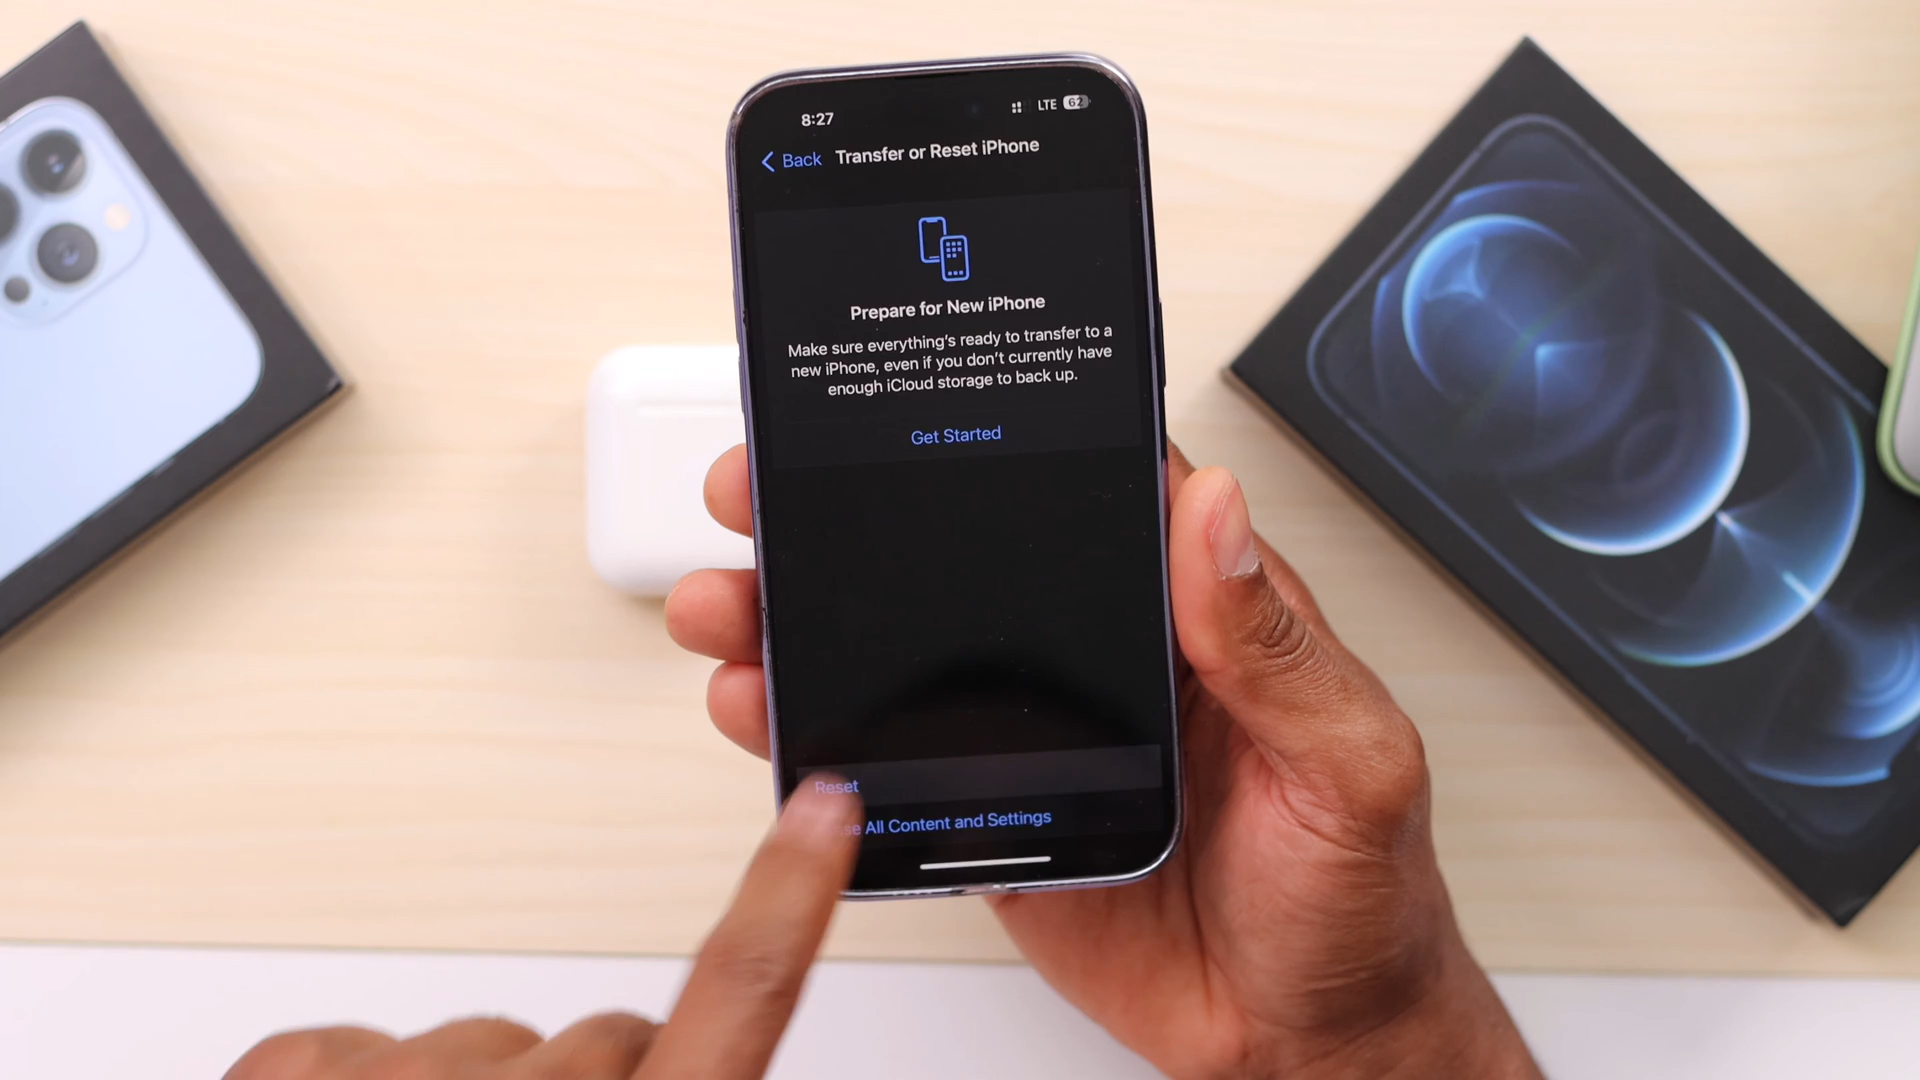 8:27
LTE 62
Back Transfer or Reset iPhone
Prepare for New iPhone
Make sure everything's ready to transfer to a
new iPhone, even if you don't currently have
enough iCloud storage to back up.
Get Started
Reset
All Content and Settings